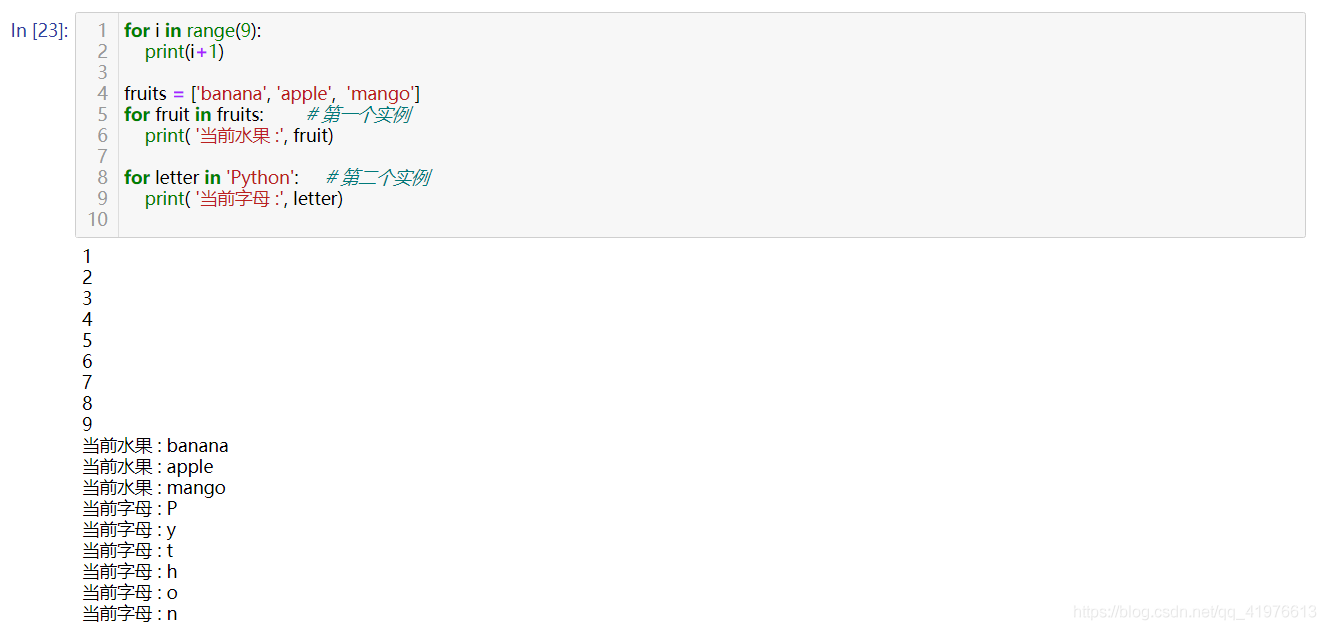 In [23]:
1 for i in range(9):
2 print(i+1)
3
4 fruits = ['banana', 'apple',  'mango']
5 for fruit in fruits:        # 第一个实例
6 print( '当前水果 :', fruit)
7
8 for letter in 'Python':     # 第二个实例
9 print( '当前字母 :', letter)
10
1
2
3
4
5
6
7
8
9
当前水果 : banana
当前水果 : apple
当前水果 : mango
当前字母 : P
当前字母 : y
当前字母 : t
当前字母 : h
当前字母 : o
当前字母 : n
https://blog.csdn.net/qq_41976613